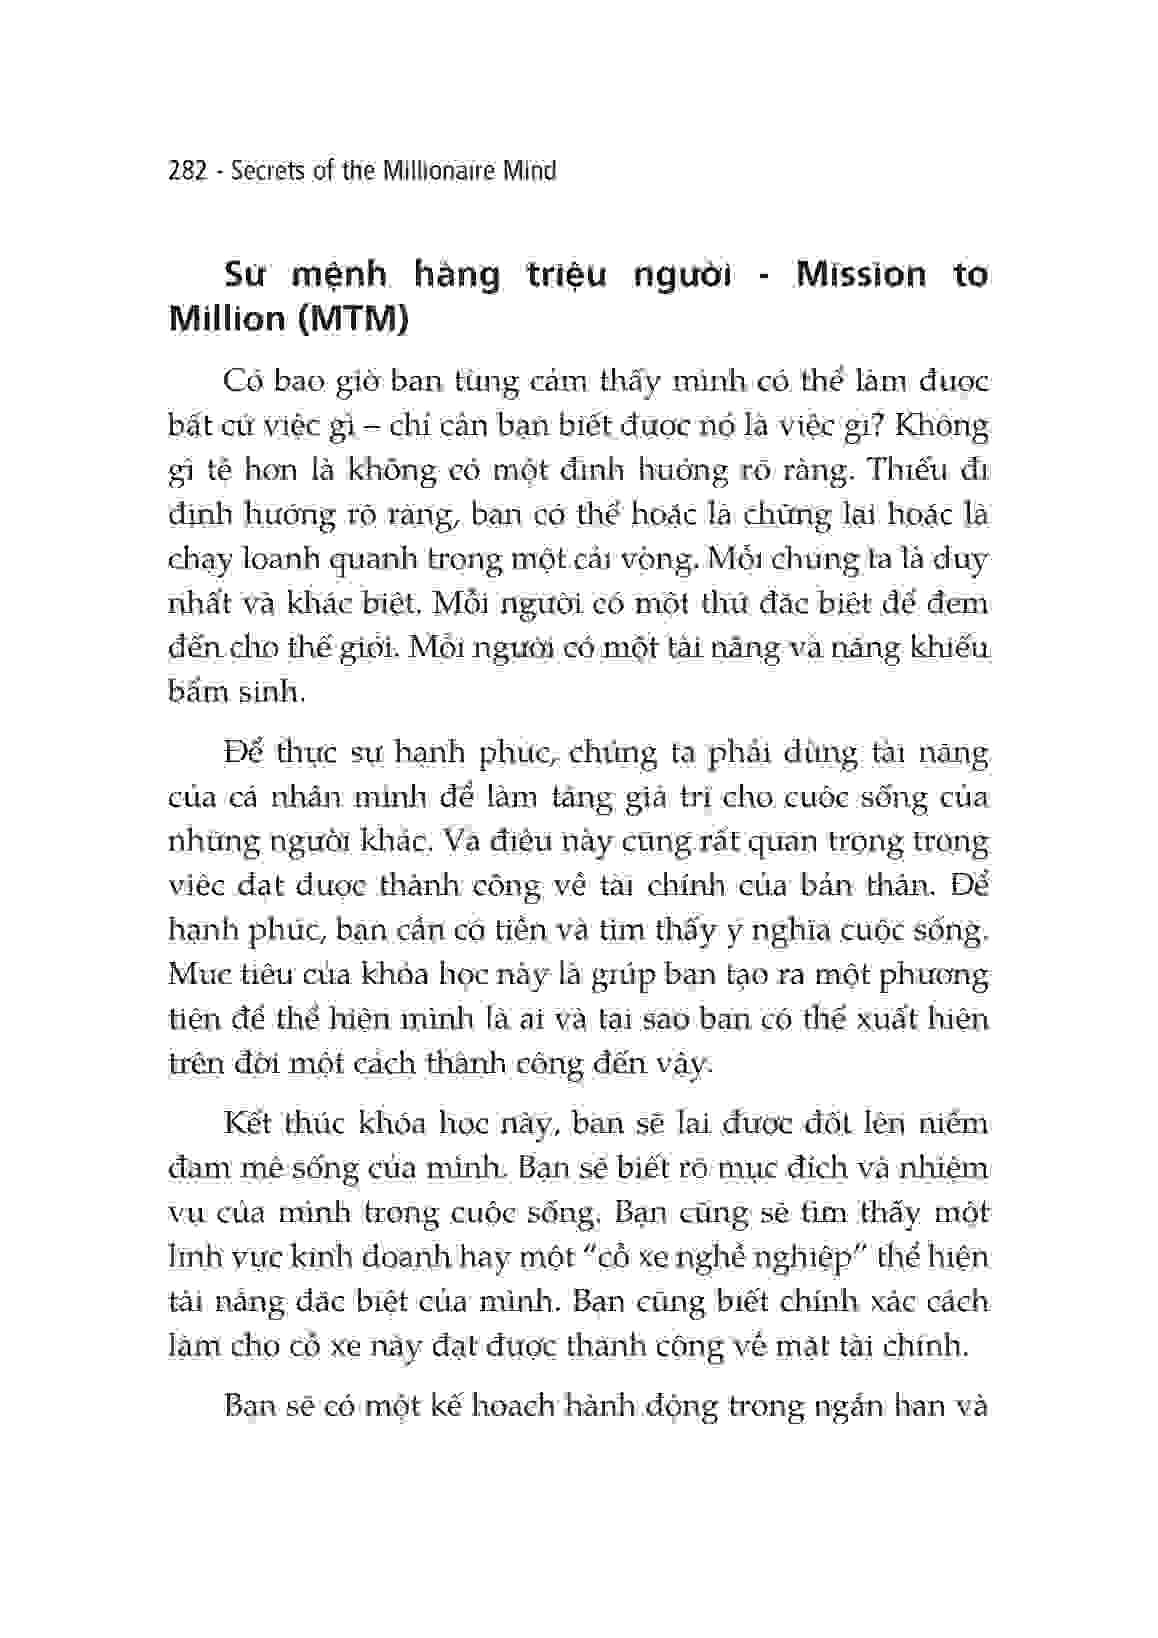 282 - Secrets of the Millionaire Mind
Sứ mệnh hàng triệu người - Mission to
Million (MTM)
Có bao giờ bạn từng cảm thấy mình có thể làm được
bất cứ việc gì – chỉ cần bạn biết được nó là việc gì? Không
gì tệ hơn là không có một định hướng rõ ràng. Thiếu đi
định hướng rõ ràng, bạn có thể hoặc là chững lại hoặc là
chạy loanh quanh trong một cái vòng. Mỗi chúng ta là duy
nhất và khác biệt. Mỗi người có một thứ đặc biệt để đem
đến cho thế giới. Mỗi người có một tài năng và năng khiếu
bẩm sinh.
Để thực sự hạnh phúc, chúng ta phải dùng tài năng
của cá nhân mình để làm tăng giá trị cho cuộc sống của
những người khác. Và điều này cũng rất quan trọng trong
việc đạt được thành công về tài chính của bản thân. Để
hạnh phúc, bạn cần có tiền và tìm thấy ý nghĩa cuộc sống.
Mục tiêu của khóa học này là giúp bạn tạo ra một phương
tiện để thể hiện mình là ai và tại sao bạn có thể xuất hiện
trên đời một cách thành công đến vậy.
Kết thúc khóa học này, bạn sẽ lại được đốt lên niềm
đam mê sống của mình. Bạn sẽ biết rõ mục đích và nhiệm
vụ của mình trong cuộc sống. Bạn cũng sẽ tìm thấy một
lĩnh vực kinh doanh hay một “cỗ xe nghề nghiệp” thể hiện
tài năng đặc biệt của mình. Bạn cũng biết chính xác cách
làm cho cỗ xe này đạt được thành công về mặt tài chính.
Bạn sẽ có một kế hoạch hành động trong ngắn hạn và